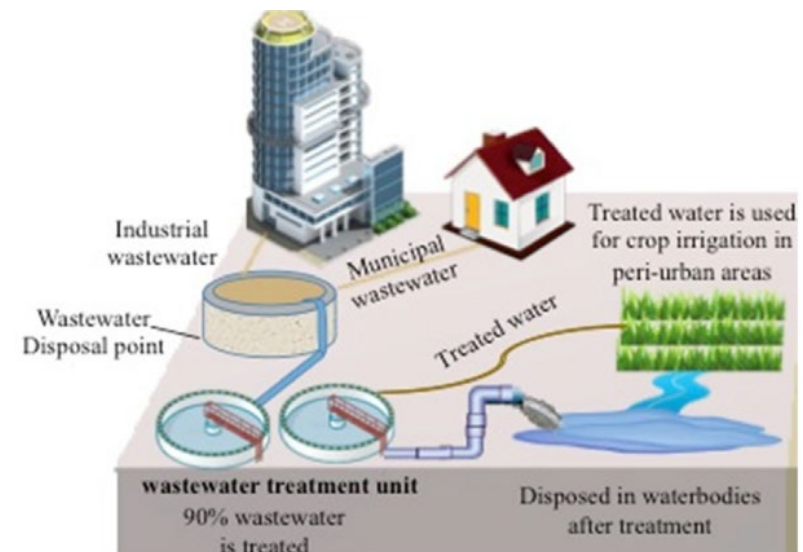 Industrial
wastewater
Municipal
wastewater
Treated water is used
for crop irrigation in
peri-urban areas
Wastewater
Disposal point
Treated water
wastewater treatment unit
90% wastewater
is treated
Disposed in waterbodies
after treatment